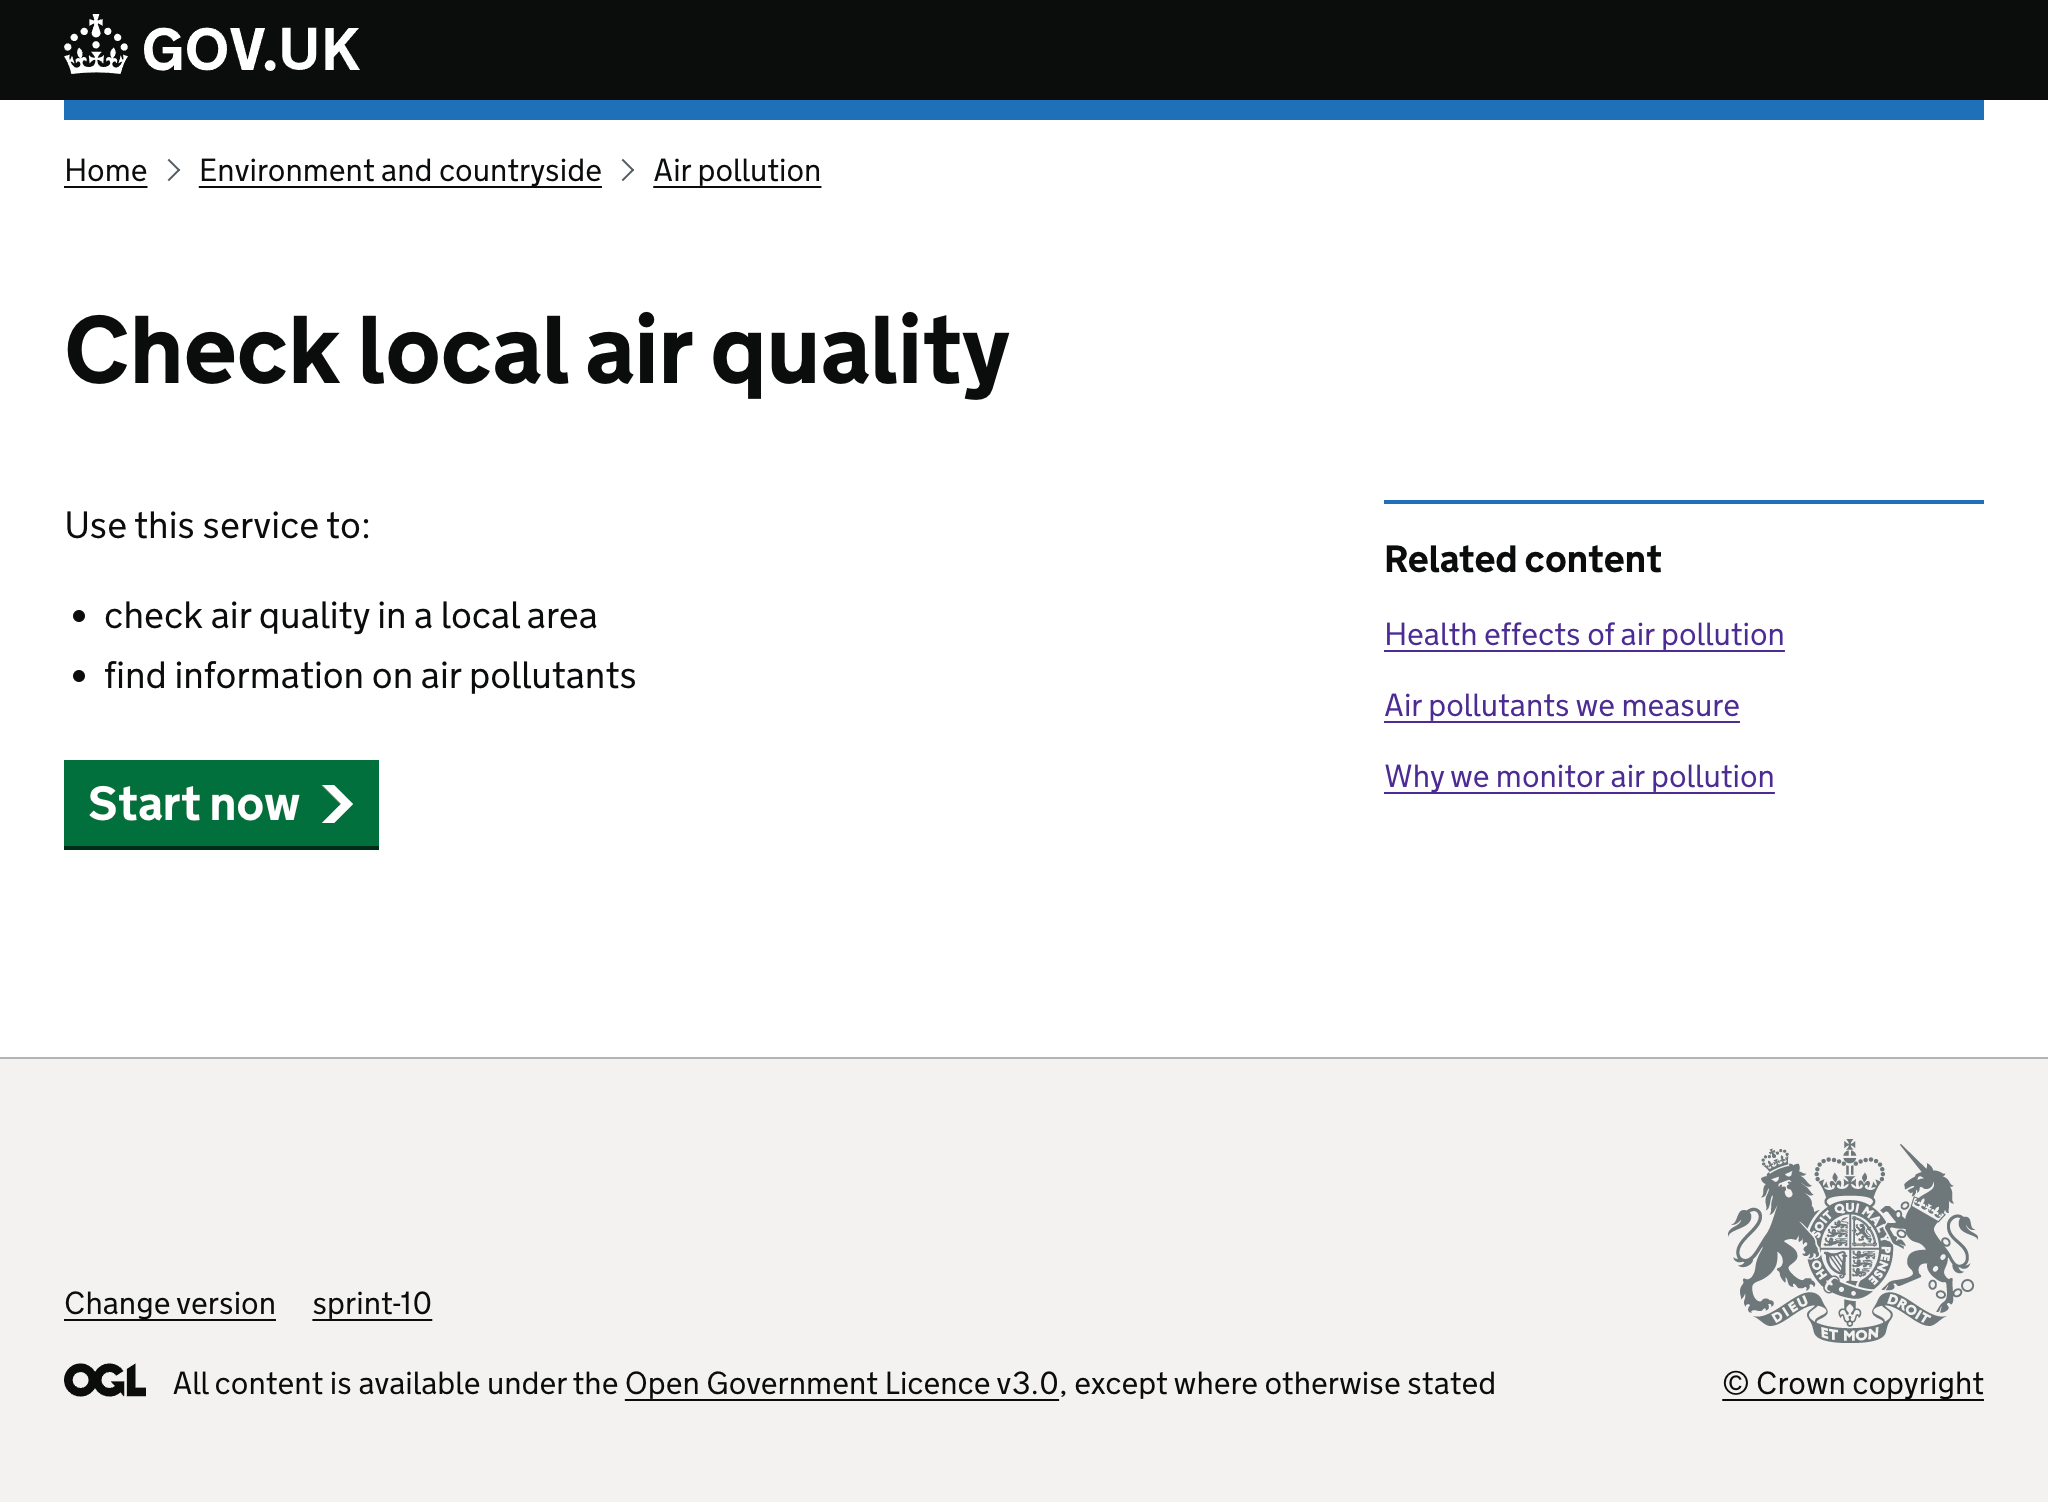 GOV.UK
Home > Environment and countryside > Air pollution
Check local air quality
Use this service to:
• check air quality in a local area
• find information on air pollutants
Start now
Related content
Health effects of air pollution
Air pollutants we measure
Why we monitor air pollution
Change version sprint-10
OGL All content is available under the Open Government Licence v3.0, except where otherwise stated
SOIT QUI MAL Y PENSE
DIEU ET MON DROIT
© Crown copyright